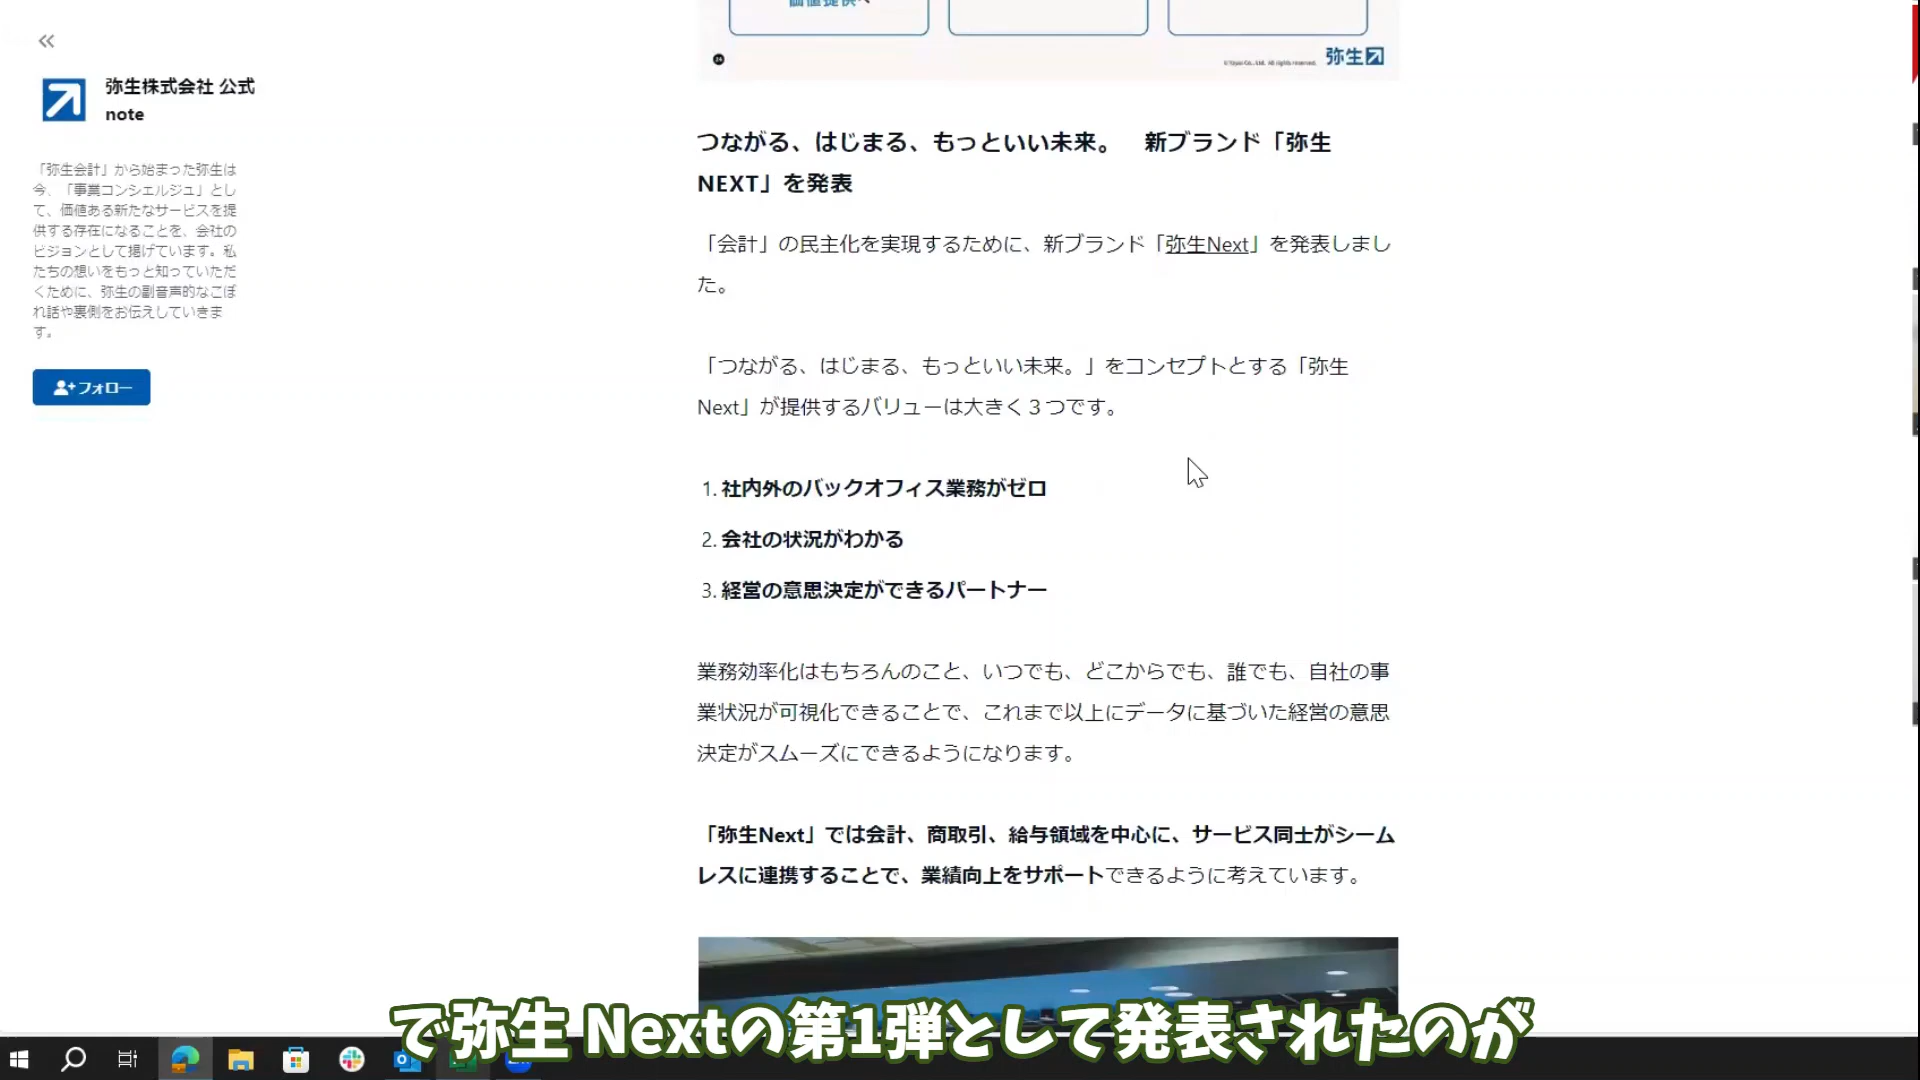 価値提供へ
24
© Yayoi Co., Ltd. All rights reserved.
弥生
弥生株式会社 公式
note
「弥生会計」から始まった弥生は
今、「事業コンシェルジュ」とし
て、価値ある新たなサービスを提
供する存在になることを、会社の
ビジョンとして掲げています。私
たちの想いをもっと知っていただ
くために、弥生の副音声的なこぼ
れ話や裏側をお伝えしていきま
す。
フォロー
つながる、はじまる、もっといい未来。　新ブランド「弥生
NEXT」を発表
「会計」の民主化を実現するために、新ブランド「弥生Next」を発表しまし
た。
「つながる、はじまる、もっといい未来。」をコンセプトとする「弥生
Next」が提供するバリューは大きく３つです。
1. 社内外のバックオフィス業務がゼロ
2. 会社の状況がわかる
3. 経営の意思決定ができるパートナー
業務効率化はもちろんのこと、いつでも、どこからでも、誰でも、自社の事
業状況が可視化できることで、これまで以上にデータに基づいた経営の意思
決定がスムーズにできるようになります。
「弥生Next」では会計、商取引、給与領域を中心に、サービス同士がシーム
レスに連携することで、業績向上をサポートできるように考えています。
で弥生 Nextの第1弾として発表されたのが